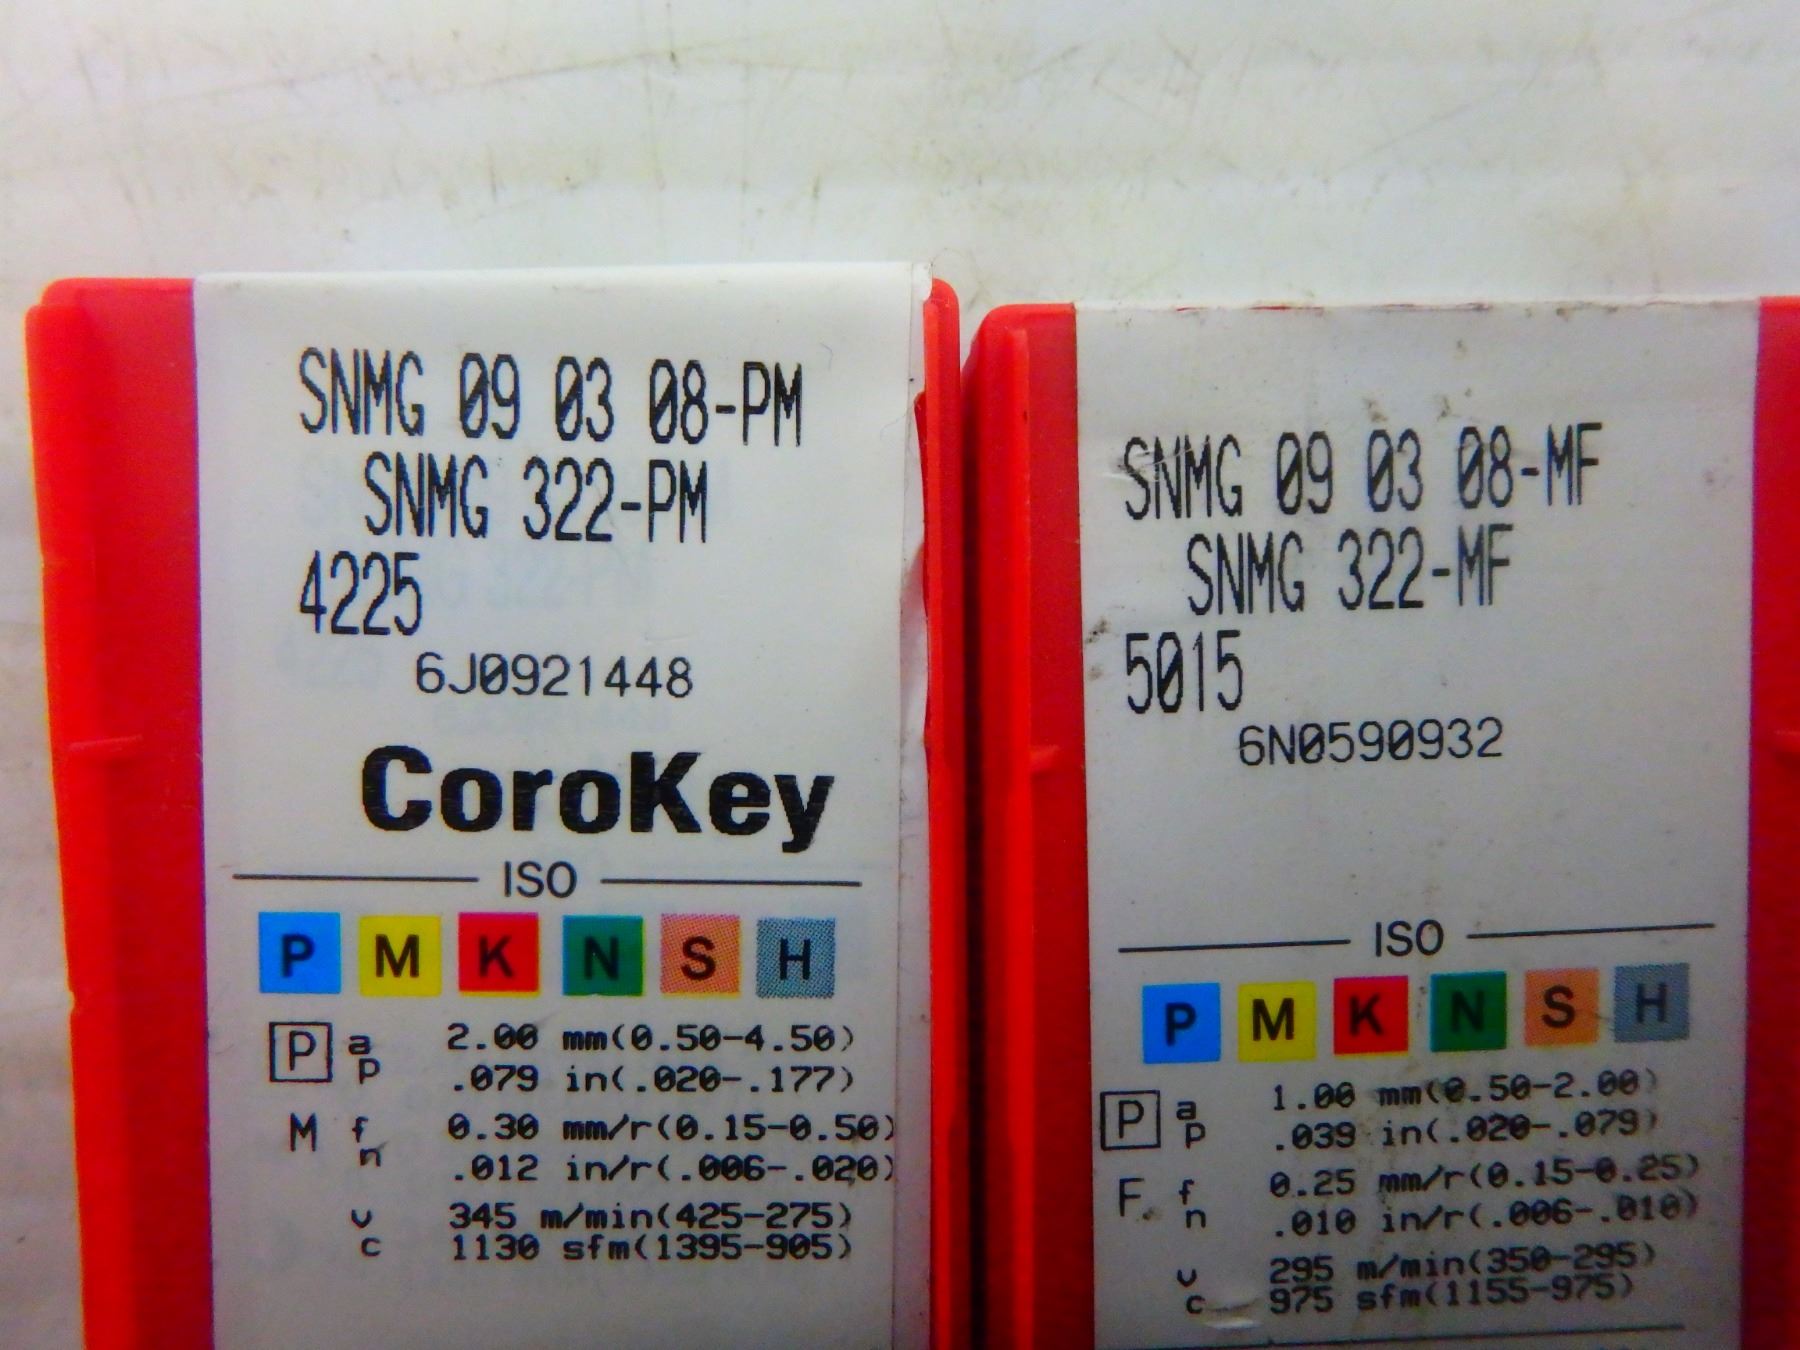 SNMG 09 03 08-PM
SNMG 322-PM
4225
6J0921448
CoroKey
ISO
P M K N S H
P ap 2.00 mm(0.50-4.50)
.079 in(.020-.177)
M fn 0.30 mm/r(0.15-0.50)
.012 in/r(.006-.020)
vc 345 m/min(425-275)
1130 sfm(1395-905)
SNMG 09 03 08-MF
SNMG 322-MF
5015
6N0590932
ISO
P M K N S H
P ap 1.00 mm(0.50-2.00)
.039 in(.020-.079)
F fn 0.25 mm/r(0.15-0.25)
.010 in/r(.006-.010)
vc 295 m/min(350-295)
975 sfm(1155-975)